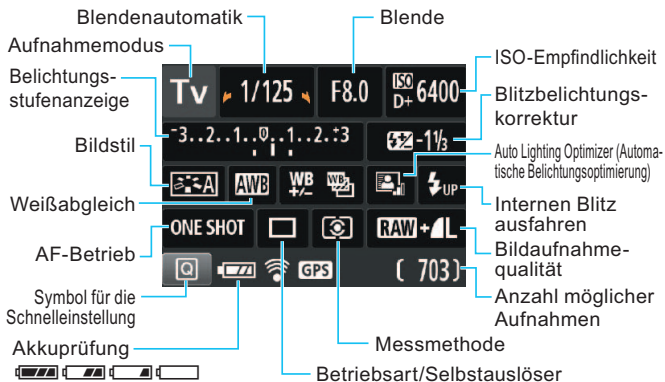 Blendenautomatik
Blende
Aufnahmemodus
ISO-Empfindlichkeit
Belichtungs-
stufenanzeige
Tv 1/125 F8.0 ISO D+ 6400
Blitzbelichtungs-
korrektur
-3..2..1..0..1..2.:+3 -1 1/3
Bildstil
Auto Lighting Optimizer (Automa-
tische Belichtungsoptimierung)
A AWB WB +/- WB UP
Weißabgleich
Internen Blitz
ausfahren
ONE SHOT RAW+L
AF-Betrieb
Bildaufnahme-
qualität
Q GPS ( 703)
Symbol für die
Schnelleinstellung
Anzahl möglicher
Aufnahmen
Akkuprüfung
Messmethode
Betriebsart/Selbstauslöser